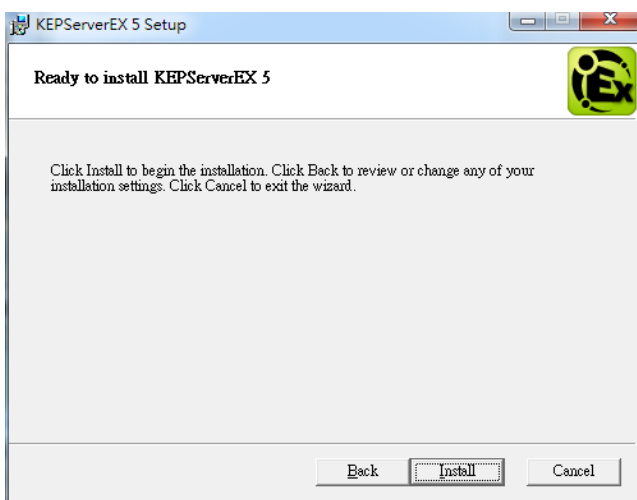 KEPServerEX 5 Setup
Ready to install KEPServerEX 5
Ex
Click Install to begin the installation. Click Back to review or change any of your
installation settings. Click Cancel to exit the wizard.
Back
Install
Cancel